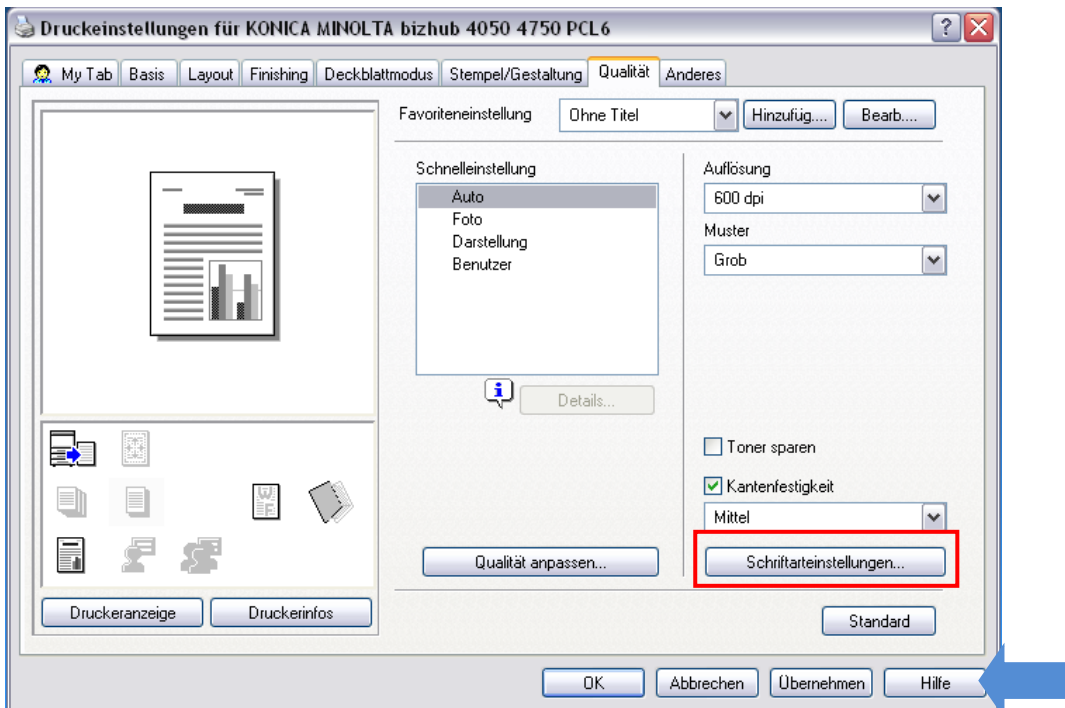 Druckeinstellungen für KONICA MINOLTA bizhub 4050 4750 PCL6
My Tab Basis Layout Finishing Deckblattmodus Stempel/Gestaltung Qualität Anderes
Favoriteneinstellung Ohne Titel Hinzufüg.... Bearb....
Schnelleinstellung
Auto
Foto
Darstellung
Benutzer
Details...
Qualität anpassen...
Auflösung
600 dpi
Muster
Grob
Toner sparen
Kantenfestigkeit
Mittel
Schriftarteinstellungen...
Druckeranzeige Druckerinfos
Standard
OK Abbrechen Übernehmen Hilfe